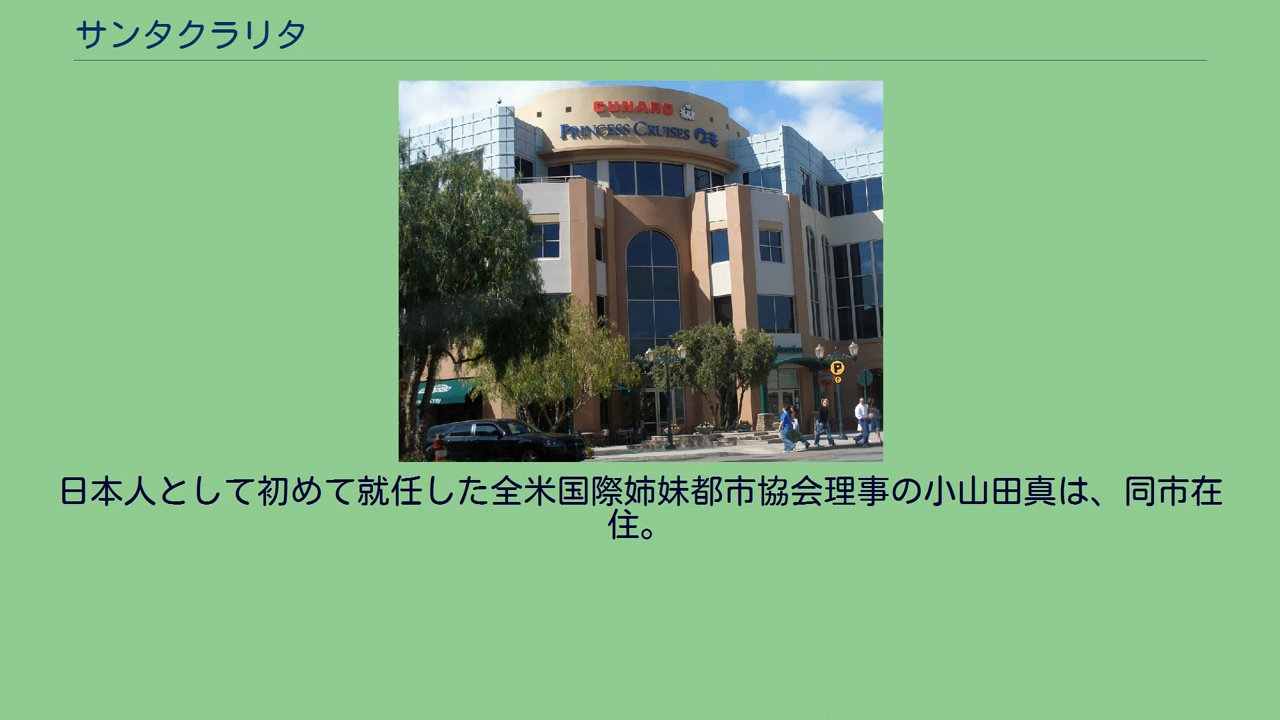 サンタクラリタ
CUNARD
PRINCESS CRUISES
P
日本人として初めて就任した全米国際姉妹都市協会理事の小山田真は、同市在
住。